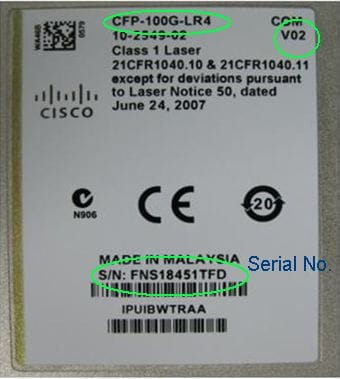 CFP-100G-LR4 COM
10-2549-02 V02
Class 1 Laser
21CFR1040.10 & 21CFR1040.11
except for deviations pursuant
to Laser Notice 50, dated
June 24, 2007
WA46B
0579
CISCO
N906
CE
20
MADE IN MALAYSIA
S/N: FNS18451TFD
Serial No.
IPUIBWTRAA